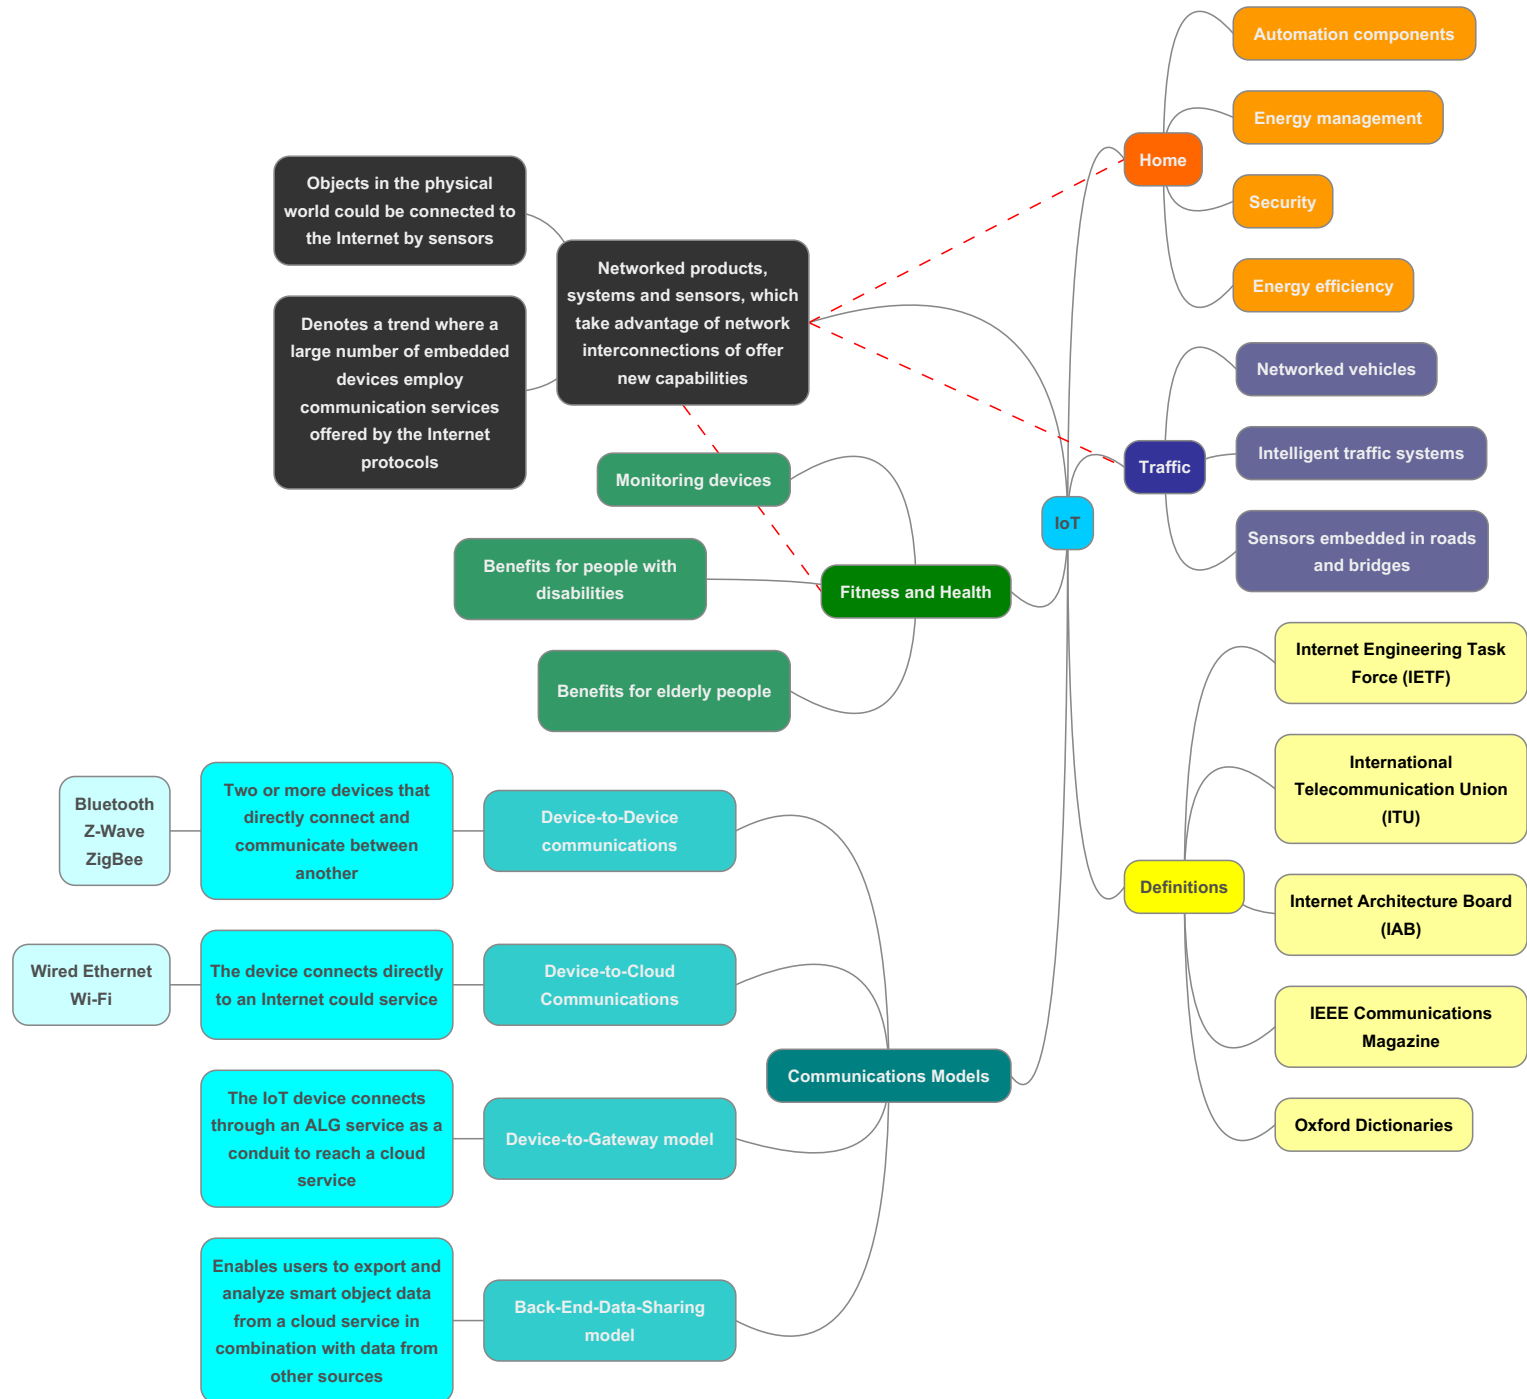 Automation components
Energy management
Home
Security
Energy efficiency
Objects in the physical
world could be connected to
the Internet by sensors
Networked products,
systems and sensors, which
take advantage of network
interconnections of offer
new capabilities
Denotes a trend where a
large number of embedded
devices employ
communication services
offered by the Internet
protocols
Networked vehicles
Intelligent traffic systems
Traffic
Sensors embedded in roads
and bridges
IoT
Monitoring devices
Benefits for people with
disabilities
Fitness and Health
Benefits for elderly people
Internet Engineering Task
Force (IETF)
International
Telecommunication Union
(ITU)
Definitions
Internet Architecture Board
(IAB)
IEEE Communications
Magazine
Oxford Dictionaries
Bluetooth
Z-Wave
ZigBee
Two or more devices that
directly connect and
communicate between
another
Device-to-Device
communications
Wired Ethernet
Wi-Fi
The device connects directly
to an Internet could service
Device-to-Cloud
Communications
Communications Models
The IoT device connects
through an ALG service as a
conduit to reach a cloud
service
Device-to-Gateway model
Enables users to export and
analyze smart object data
from a cloud service in
combination with data from
other sources
Back-End-Data-Sharing
model